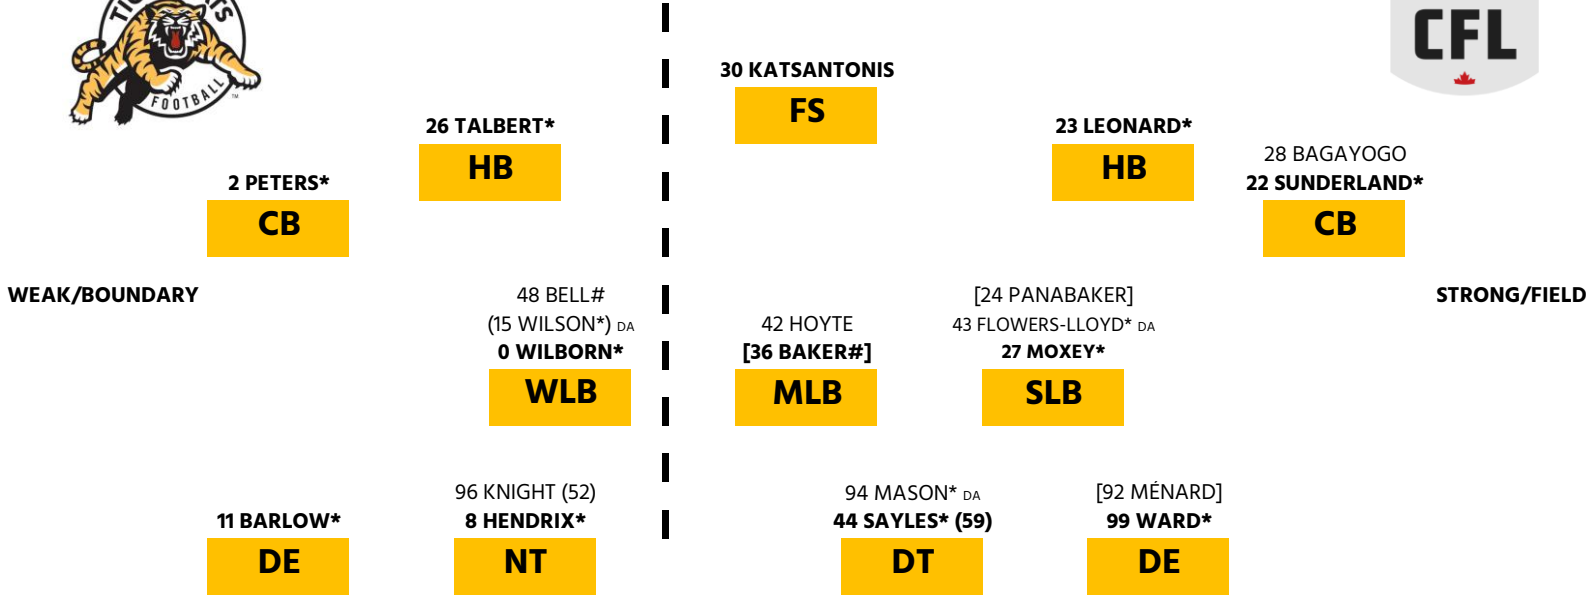 FOOTBALL
TM
CFL
30 KATSANTONIS
FS
26 TALBERT*
HB
23 LEONARD*
HB
28 BAGAYOGO
22 SUNDERLAND*
CB
2 PETERS*
CB
WEAK/BOUNDARY
STRONG/FIELD
48 BELL#
(15 WILSON*) DA
0 WILBORN*
WLB
42 HOYTE
[36 BAKER#]
MLB
[24 PANABAKER]
43 FLOWERS-LLOYD* DA
27 MOXEY*
SLB
11 BARLOW*
DE
96 KNIGHT (52)
8 HENDRIX*
NT
94 MASON* DA
44 SAYLES* (59)
DT
[92 MÉNARD]
99 WARD*
DE